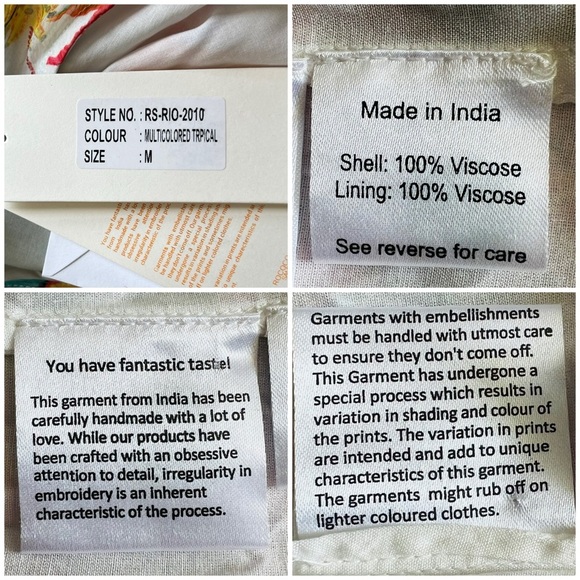 STYLE NO. : RS-RIO-2010
COLOUR : MULTICOLORED TRPICAL
SIZE : M
Made in India
Shell: 100% Viscose
Lining: 100% Viscose
See reverse for care
You have fantastic taste!
This garment from India has been
carefully handmade with a lot of
love. While our products have
been crafted with an obsessive
attention to detail, irregularity in
embroidery is an inherent
characteristic of the process.
Garments with embellishments
must be handled with utmost care
to ensure they don't come off.
This Garment has undergone a
special process which results in
variation in shading and colour of
the prints. The variation in prints
are intended and add to unique
characteristics of this garment.
The garments might rub off on
lighter coloured clothes.